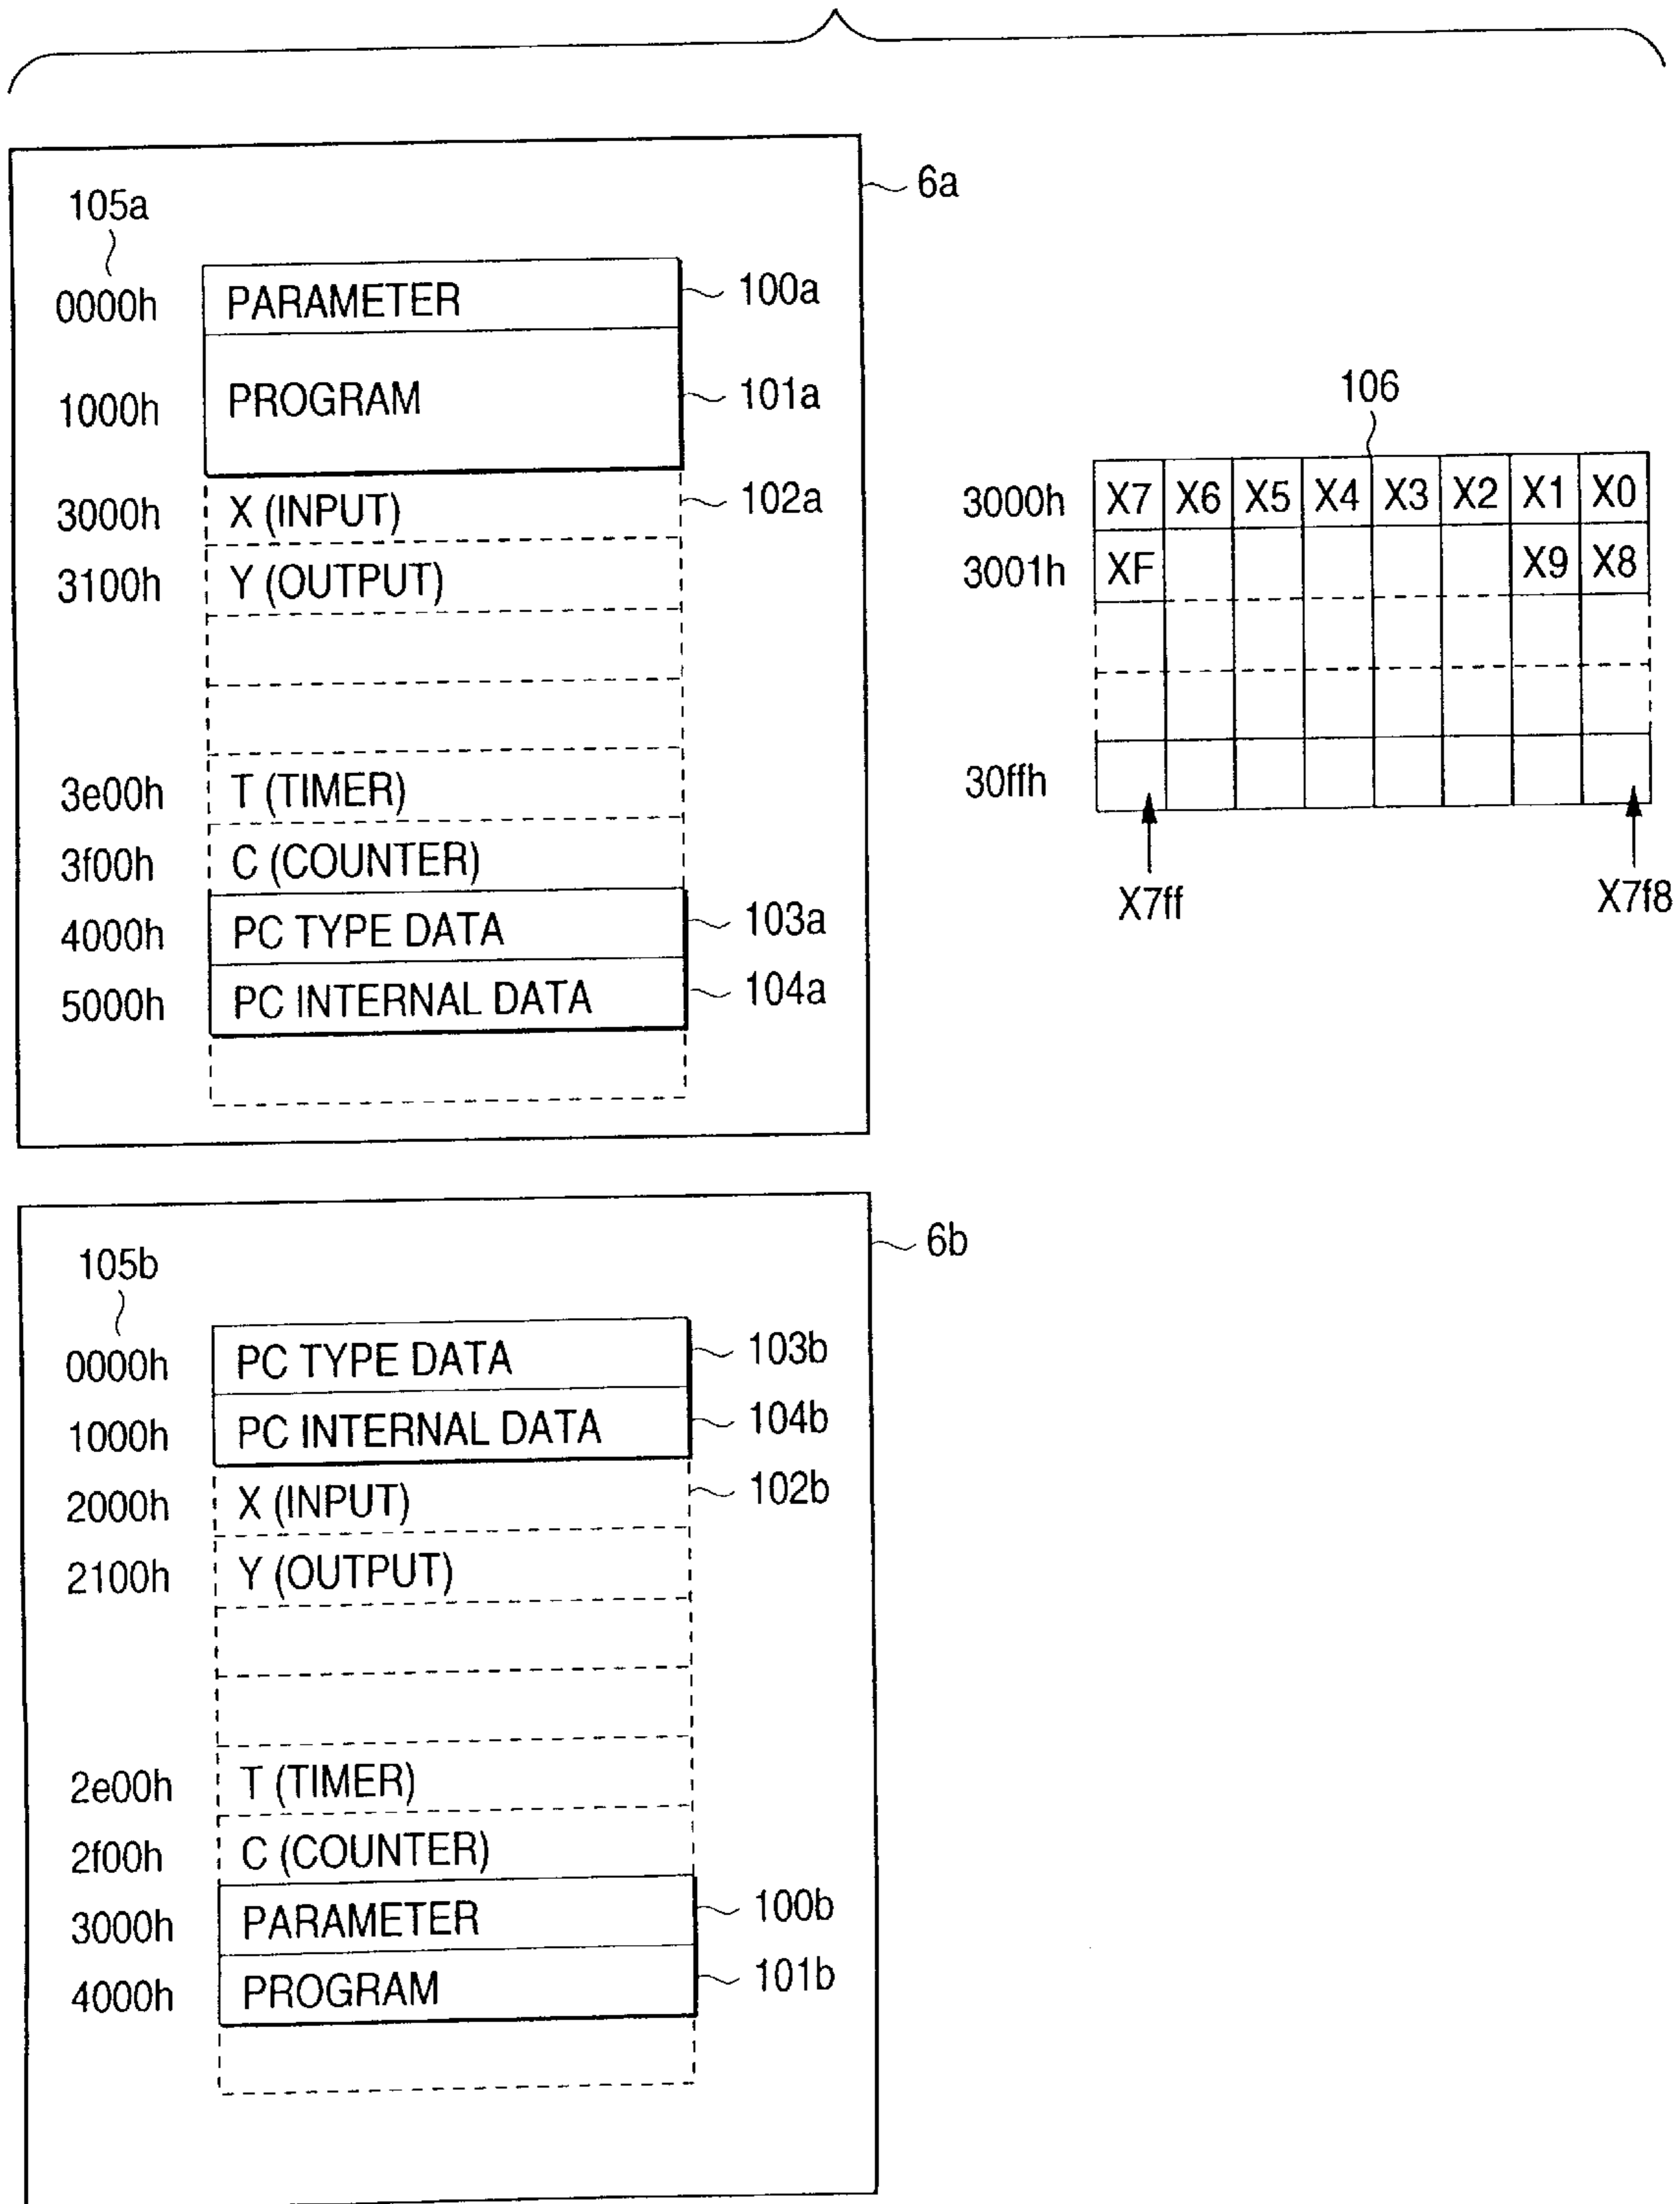 6a
105a
0000h PARAMETER 100a
1000h PROGRAM 101a
3000h X (INPUT) 102a
3100h Y (OUTPUT)
3e00h T (TIMER)
3f00h C (COUNTER)
4000h PC TYPE DATA 103a
5000h PC INTERNAL DATA 104a
106
3000h X7 X6 X5 X4 X3 X2 X1 X0
3001h XF X9 X8
30ffh
X7ff X7f8
6b
105b
0000h PC TYPE DATA 103b
1000h PC INTERNAL DATA 104b
2000h X (INPUT) 102b
2100h Y (OUTPUT)
2e00h T (TIMER)
2f00h C (COUNTER)
3000h PARAMETER 100b
4000h PROGRAM 101b